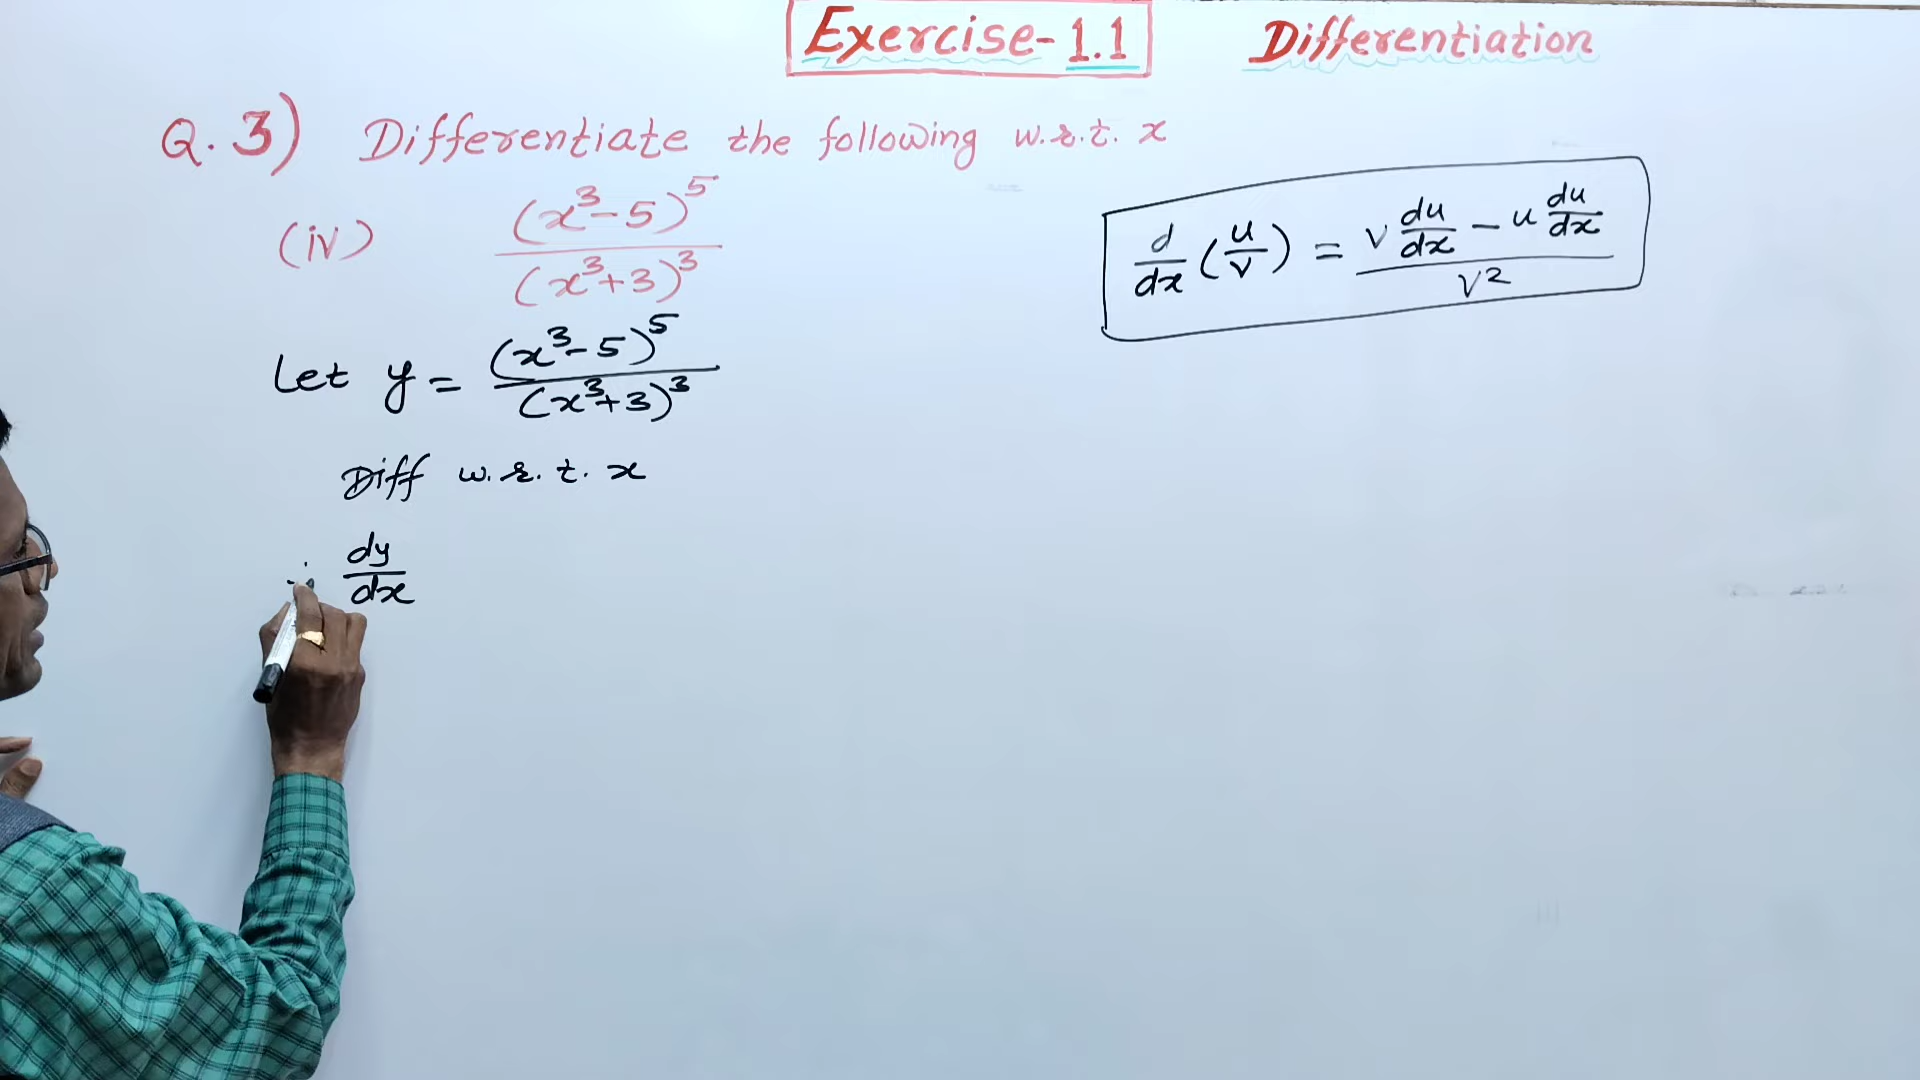 Exercise-1.1 Differentiation
Q.3) Differentiate the following w.r.t. x
(iv) (x³-5)⁵/(x³+3)³
d/dx (u/v) = (v du/dx - u du/dx)/v²
Let y = (x³-5)⁵/(x³+3)³
Diff w.r.t. x
dy/dx